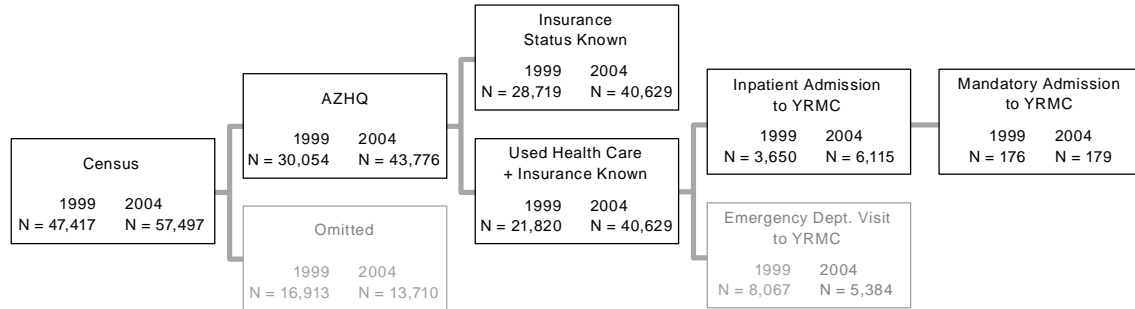 Census
1999 2004
N = 47,417 N = 57,497
AZHQ
1999 2004
N = 30,054 N = 43,776
Omitted
1999 2004
N = 16,913 N = 13,710
Insurance
Status Known
1999 2004
N = 28,719 N = 40,629
Used Health Care
+ Insurance Known
1999 2004
N = 21,820 N = 40,629
Inpatient Admission
to YRMC
1999 2004
N = 3,650 N = 6,115
Emergency Dept. Visit
to YRMC
1999 2004
N = 8,067 N = 5,384
Mandatory Admission
to YRMC
1999 2004
N = 176 N = 179